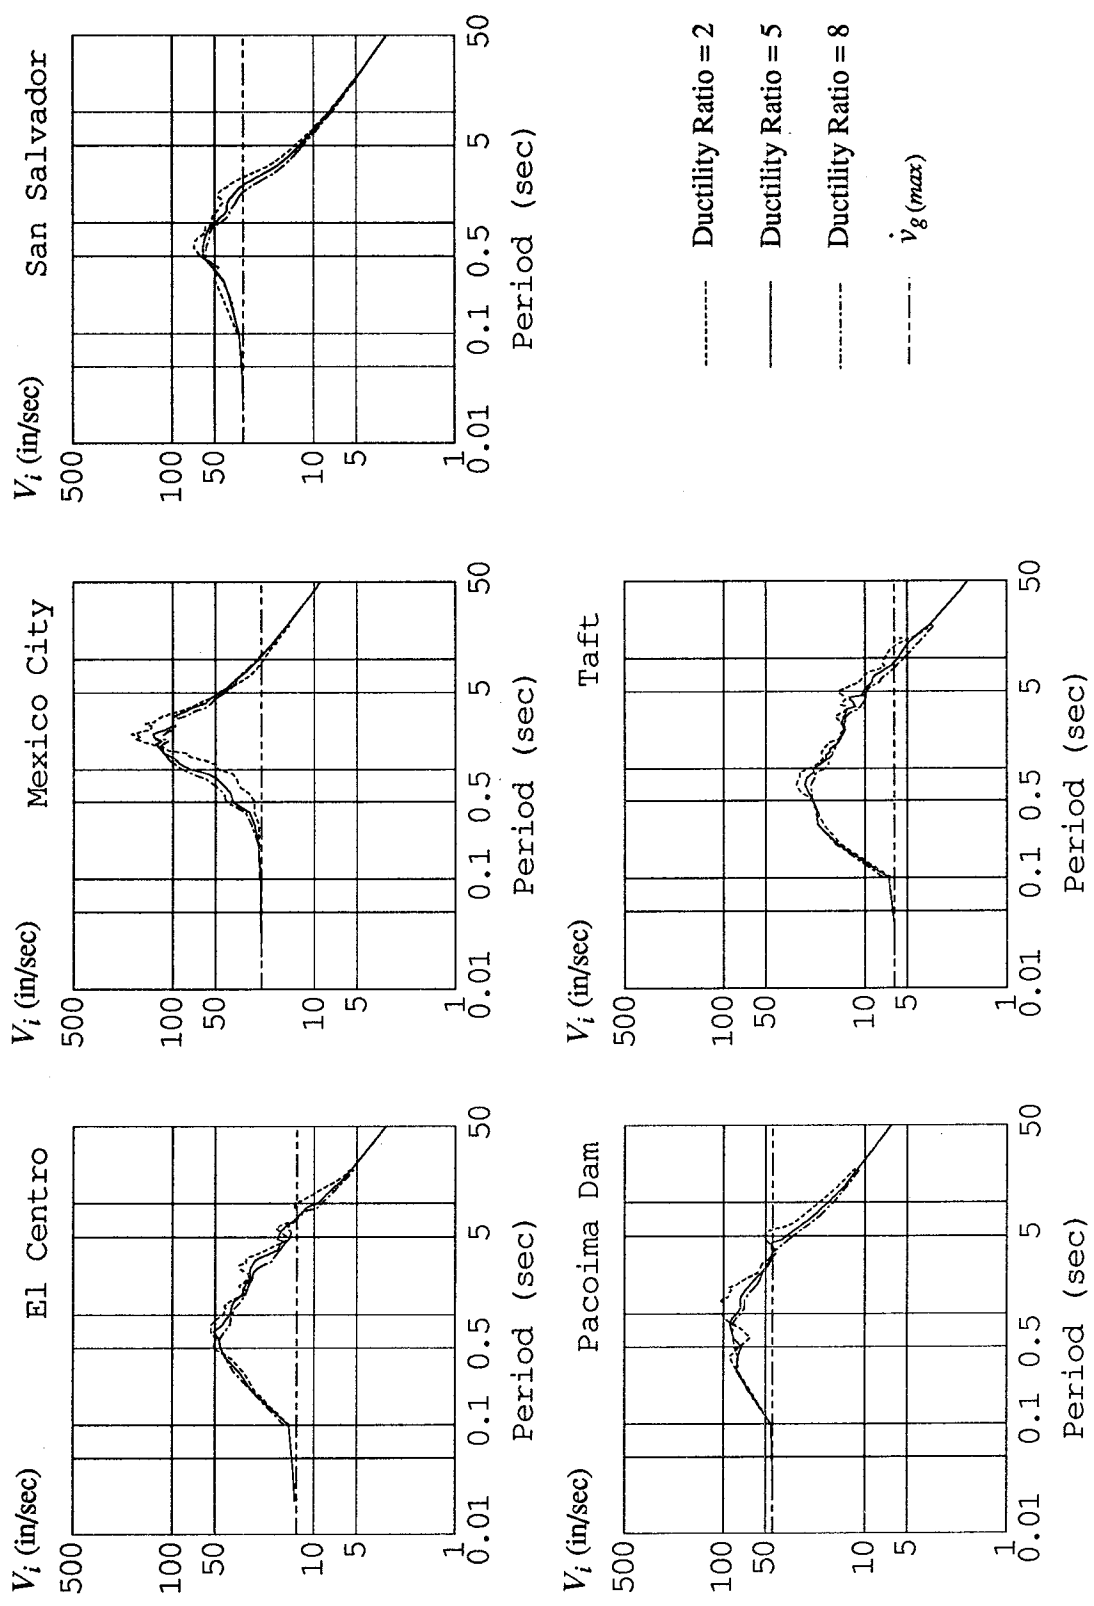 El Centro
V_i (in/sec)
500
100
50
10
5
1
0.01
0.1
0.5
5
50
Period (sec)
Mexico City
V_i (in/sec)
500
100
50
10
5
1
0.01
0.1
0.5
5
50
Period (sec)
San Salvador
V_i (in/sec)
500
100
50
10
5
1
0.01
0.1
0.5
5
50
Period (sec)
Pacoima Dam
V_i (in/sec)
500
100
50
10
5
1
0.01
0.1
0.5
5
50
Period (sec)
Taft
V_i (in/sec)
500
100
50
10
5
1
0.01
0.1
0.5
5
50
Period (sec)
Ductility Ratio = 2
Ductility Ratio = 5
Ductility Ratio = 8
v̇_g (max)